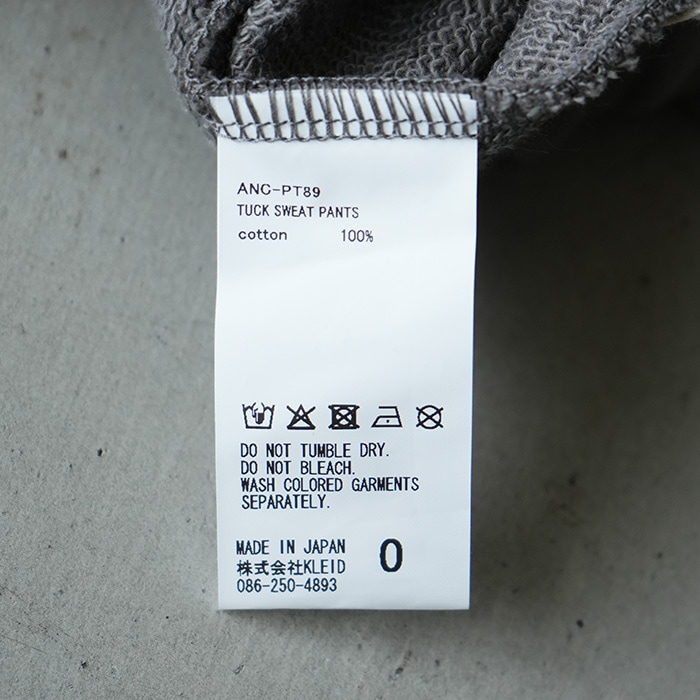 ANC-PT89
TUCK SWEAT PANTS
cotton 100%
DO NOT TUMBLE DRY.
DO NOT BLEACH.
WASH COLORED GARMENTS
SEPARATELY.
MADE IN JAPAN 0
株式会社KLEID
086-250-4893